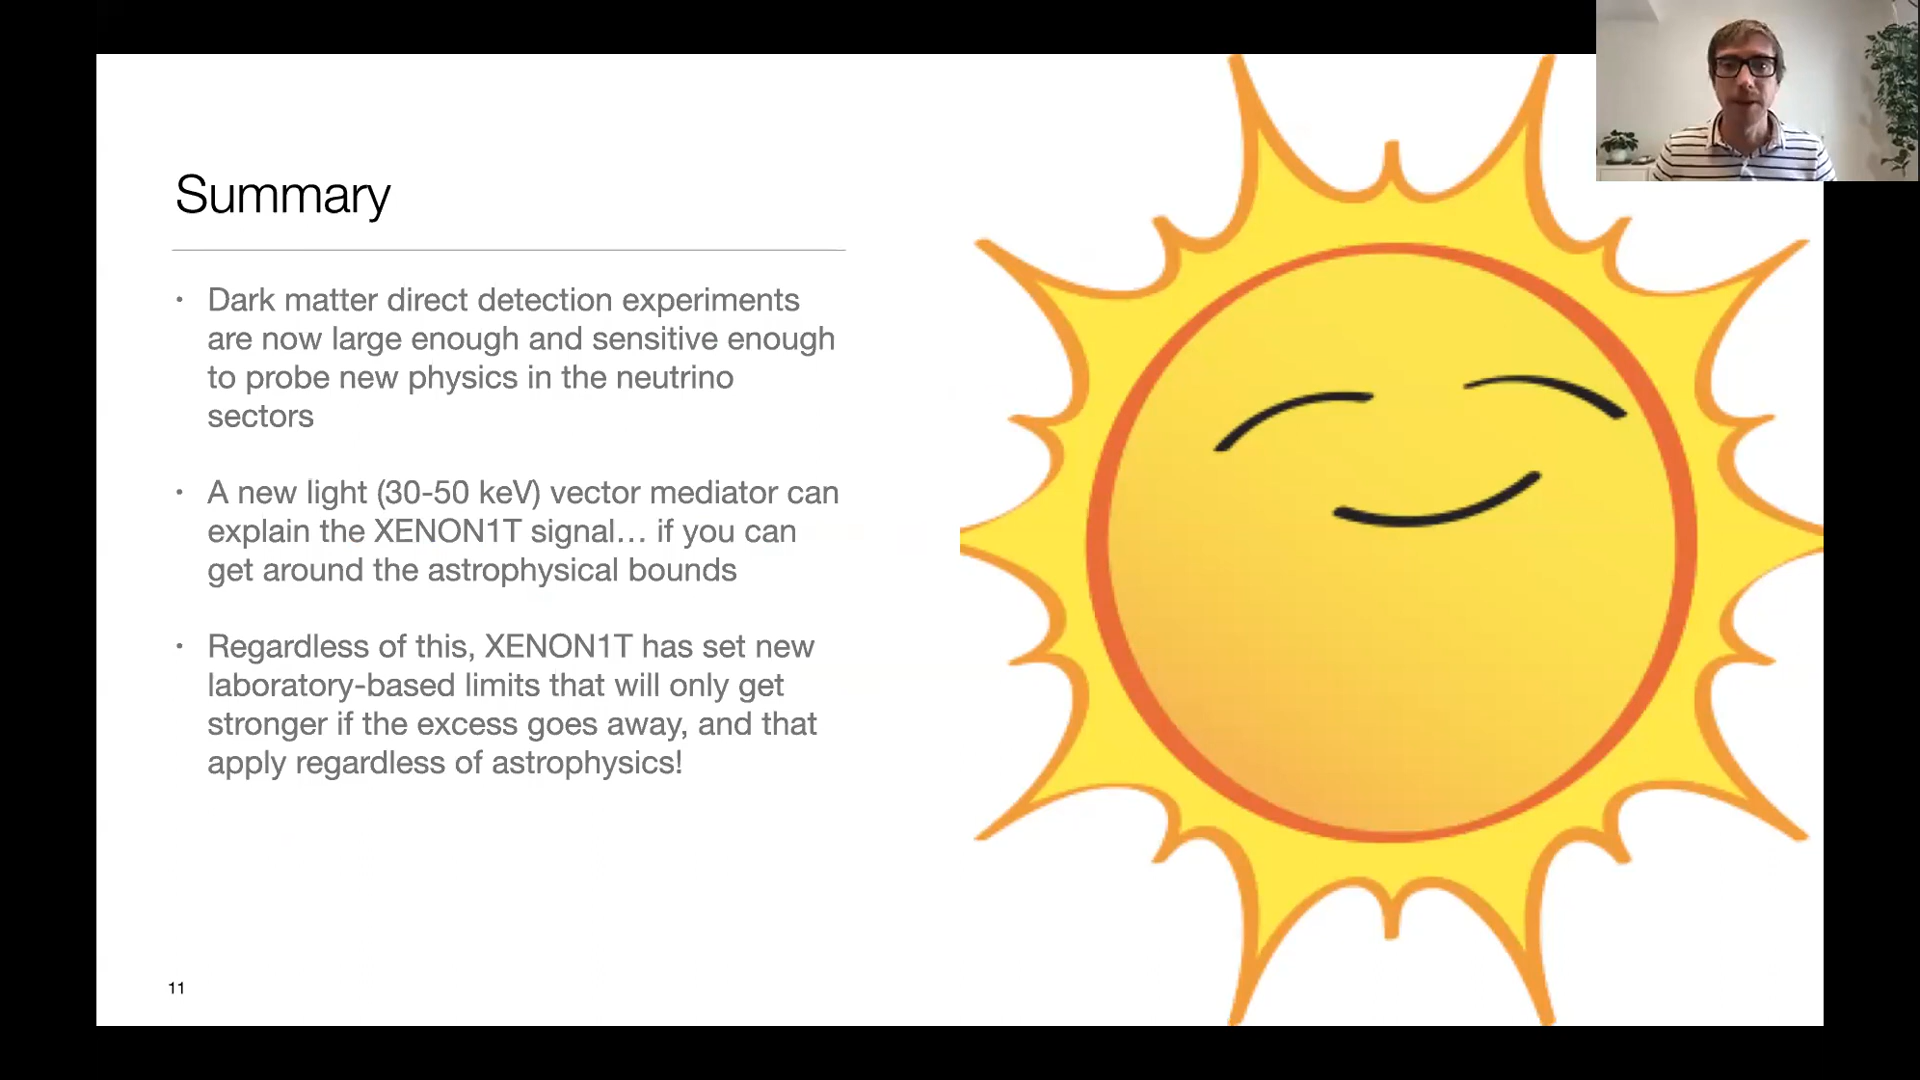 Summary
• Dark matter direct detection experiments
are now large enough and sensitive enough
to probe new physics in the neutrino
sectors
• A new light (30-50 keV) vector mediator can
explain the XENON1T signal… if you can
get around the astrophysical bounds
• Regardless of this, XENON1T has set new
laboratory-based limits that will only get
stronger if the excess goes away, and that
apply regardless of astrophysics!
11